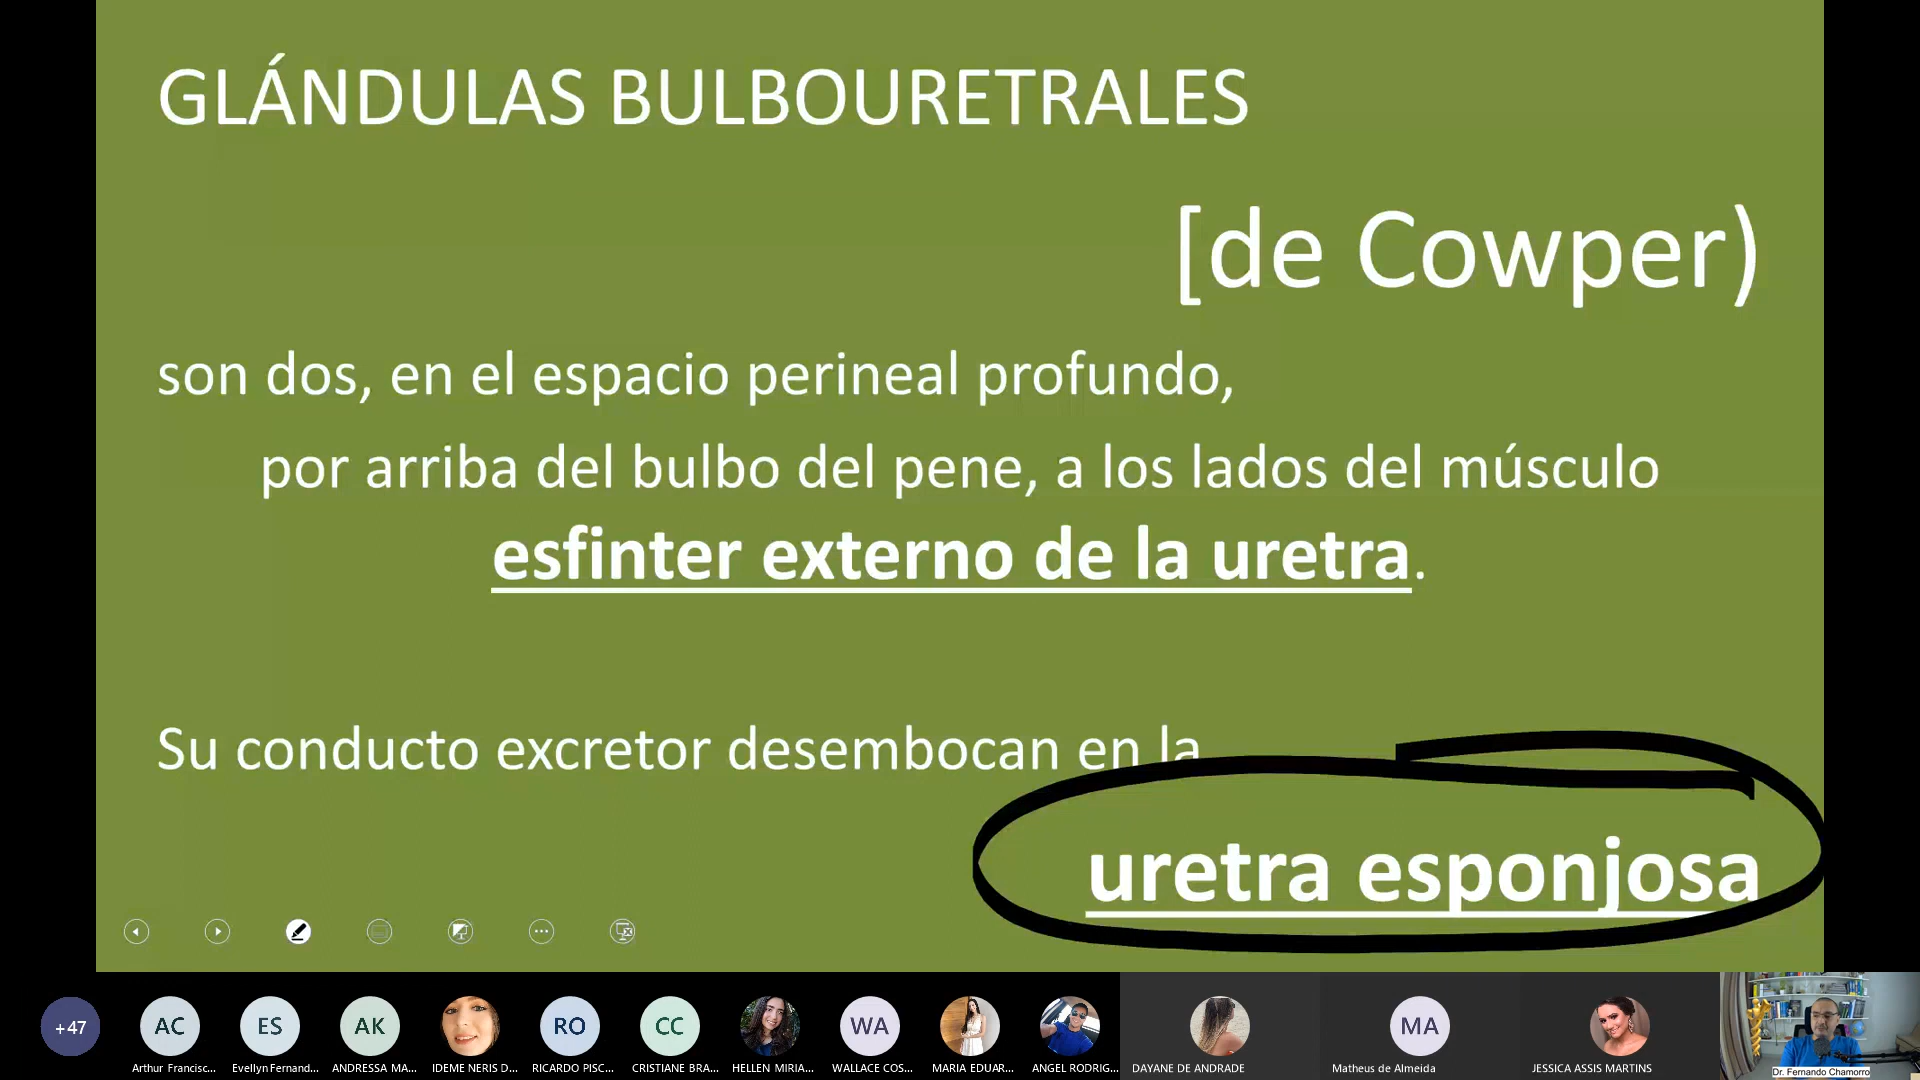 GLÁNDULAS BULBOURETRALES
[de Cowper)
son dos, en el espacio perineal profundo,
por arriba del bulbo del pene, a los lados del músculo
esfinter externo de la uretra.
Su conducto excretor desembocan en la
uretra esponjosa
+47
AC
ES
AK
RO
CC
WA
MA
Arthur Francisc...
Evellyn Fernand...
ANDRESSA MA...
IDEME NERIS D...
RICARDO PISC...
CRISTIANE BRA...
HELLEN MIRIA...
WALLACE COS...
MARIA EDUAR...
ANGEL RODRIG...
DAYANE DE ANDRADE
Matheus de Almeida
JESSICA ASSIS MARTINS
Dr. Fernando Chamorro